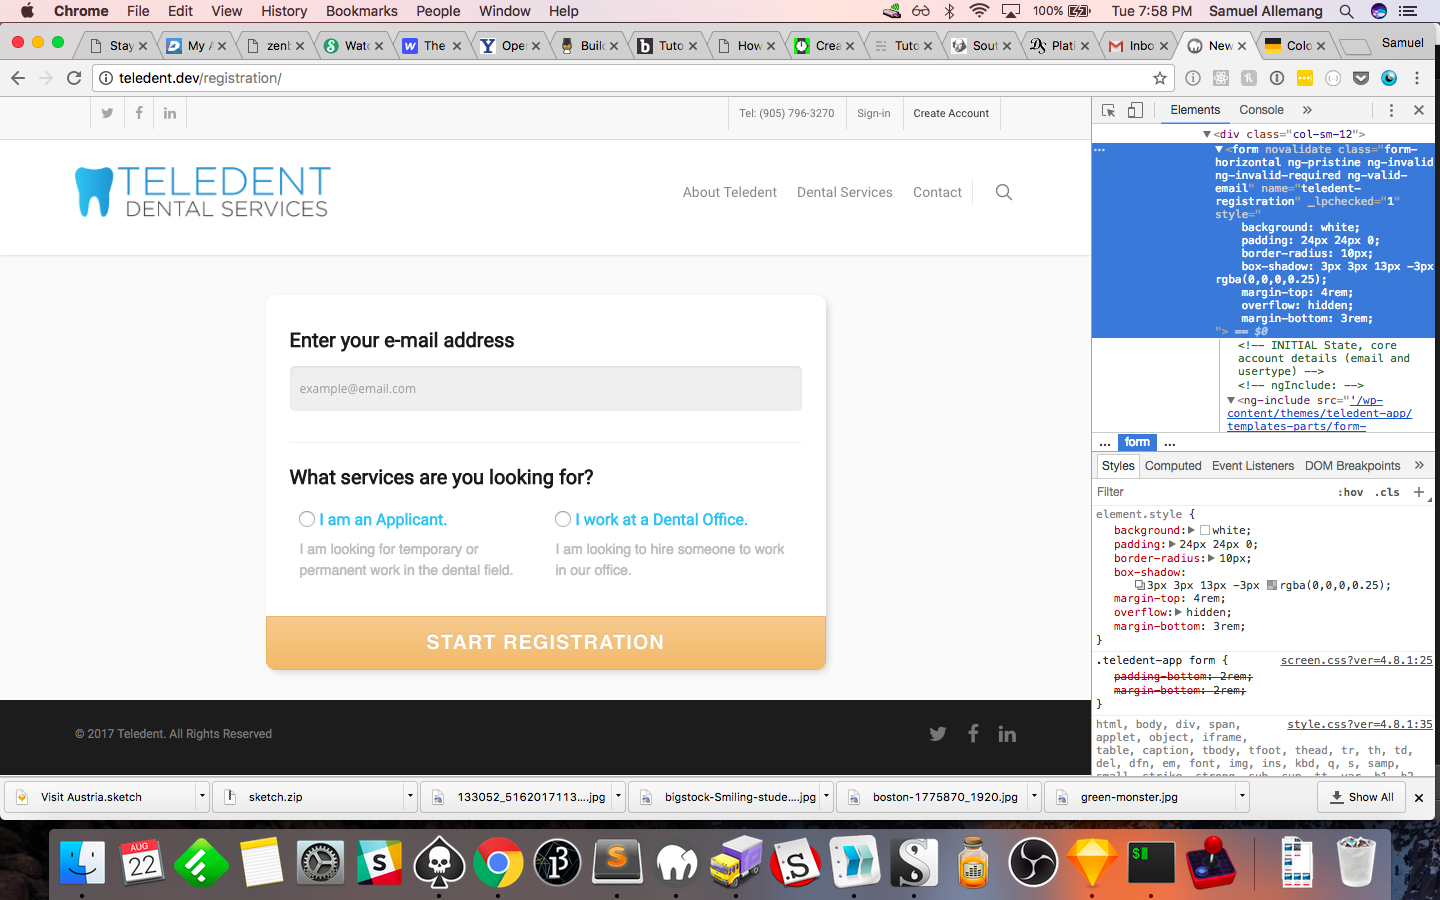 Chrome File Edit View History Bookmarks People Window Help 100% Tue 7:58 PM Samuel Allemang
Stay My A zenb Wate The Oper Build Tuto How Crea Tuto Sout Plati Inbo New Colo Samuel
teledent.dev/registration/
Tel: (905) 796-3270 Sign-in Create Account
TELEDENT
DENTAL SERVICES
About Teledent Dental Services Contact
Enter your e-mail address
example@email.com
What services are you looking for?
I am an Applicant.
I am looking for temporary or
permanent work in the dental field.
I work at a Dental Office.
I am looking to hire someone to work
in our office.
START REGISTRATION
© 2017 Teledent. All Rights Reserved
Elements Console »
<div class="col-sm-12">
<form novalidate class="form-
horizontal ng-pristine ng-invalid
ng-invalid-required ng-valid-
email" name="teledent-
registration" _lpchecked="1"
style="
background: white;
padding: 24px 24px 0;
border-radius: 10px;
box-shadow: 3px 3px 13px -3px
rgba(0,0,0,0.25);
margin-top: 4rem;
overflow: hidden;
margin-bottom: 3rem;
"> == $0
<!-- INITIAL State, core
account details (email and
usertype) -->
<!-- ngInclude: -->
<ng-include src="'/wp-
content/themes/teledent-app/
templates-parts/form-
... form ...
Styles Computed Event Listeners DOM Breakpoints »
Filter :hov .cls +
element.style {
background: white;
padding: 24px 24px 0;
border-radius: 10px;
box-shadow:
3px 3px 13px -3px rgba(0,0,0,0.25);
margin-top: 4rem;
overflow: hidden;
margin-bottom: 3rem;
}
.teledent-app form { screen.css?ver=4.8.1:25
padding-bottom: 2rem;
margin-bottom: 2rem;
}
html, body, div, span, style.css?ver=4.8.1:35
applet, object, iframe,
table, caption, tbody, tfoot, thead, tr, th, td,
del, dfn, em, font, img, ins, kbd, q, s, samp,
small, strike, strong, sub, sup, tt, var, h1, h2,
Visit Austria.sketch sketch.zip 133052_5162017113....jpg bigstock-Smiling-stude....jpg boston-1775870_1920.jpg green-monster.jpg Show All
AUG
22